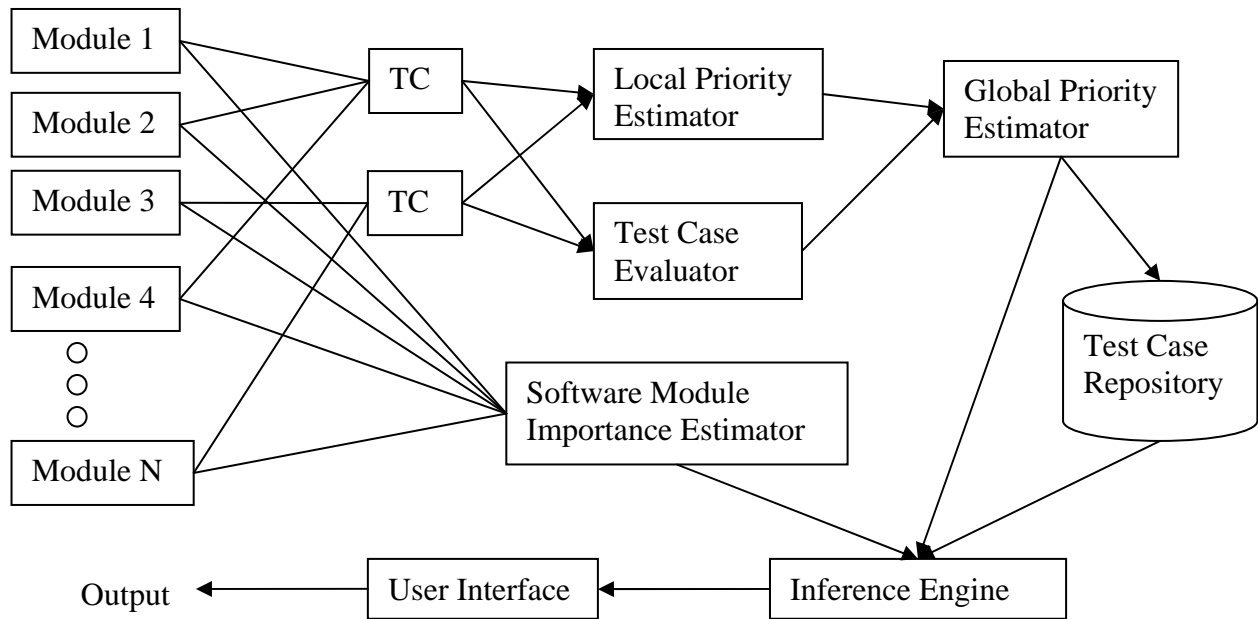 Module 1
Module 2
Module 3
Module 4
Module N
TC
TC
Local Priority
Estimator
Test Case
Evaluator
Global Priority
Estimator
Test Case
Repository
Software Module
Importance Estimator
Inference Engine
User Interface
Output